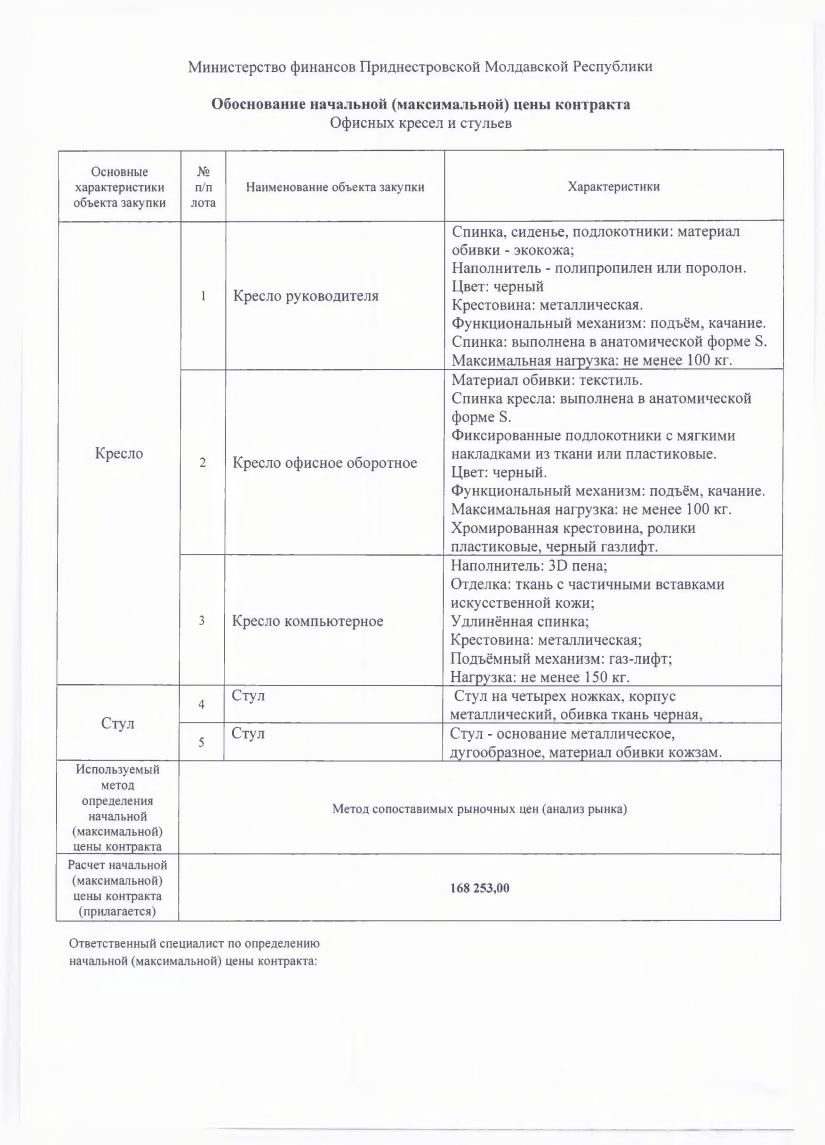 Министерство финансов Приднестровской Молдавской Республики
Обоснование начальной (максимальной) цены контракта
Офисных кресел и стульев
Основные
характеристики
объекта закупки
№
п/п
лота
Наименование объекта закупки
Характеристики
Кресло
1
Кресло руководителя
Спинка, сиденье, подлокотники: материал
обивки - экокожа;
Наполнитель - полипропилен или поролон.
Цвет: черный
Крестовина: металлическая.
Функциональный механизм: подъём, качание.
Спинка: выполнена в анатомической форме S.
Максимальная нагрузка: не менее 100 кг.
2
Кресло офисное оборотное
Материал обивки: текстиль.
Спинка кресла: выполнена в анатомической
форме S.
Фиксированные подлокотники с мягкими
накладками из ткани или пластиковые.
Цвет: черный.
Функциональный механизм: подъём, качание.
Максимальная нагрузка: не менее 100 кг.
Хромированная крестовина, ролики
пластиковые, черный газлифт.
3
Кресло компьютерное
Наполнитель: 3D пена;
Отделка: ткань с частичными вставками
искусственной кожи;
Удлинённая спинка;
Крестовина: металлическая;
Подъёмный механизм: газ-лифт;
Нагрузка: не менее 150 кг.
Стул
4
Стул
Стул на четырех ножках, корпус
металлический, обивка ткань черная,
5
Стул
Стул - основание металлическое,
дугообразное, материал обивки кожзам.
Используемый
метод
определения
начальной
(максимальной)
цены контракта
Метод сопоставимых рыночных цен (анализ рынка)
Расчет начальной
(максимальной)
цены контракта
(прилагается)
168 253,00
Ответственный специалист по определению
начальной (максимальной) цены контракта: